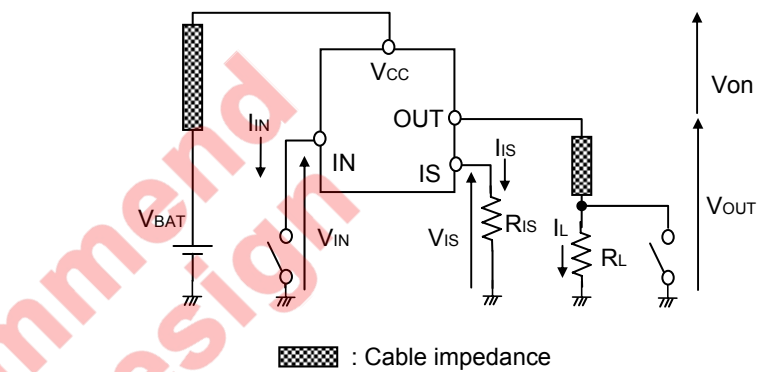 VCC
Von
OUT
IIN
IN
IIS
IS
VBAT
VIN
VIS
RIS
IL
RL
VOUT
: Cable impedance
mmend
esign